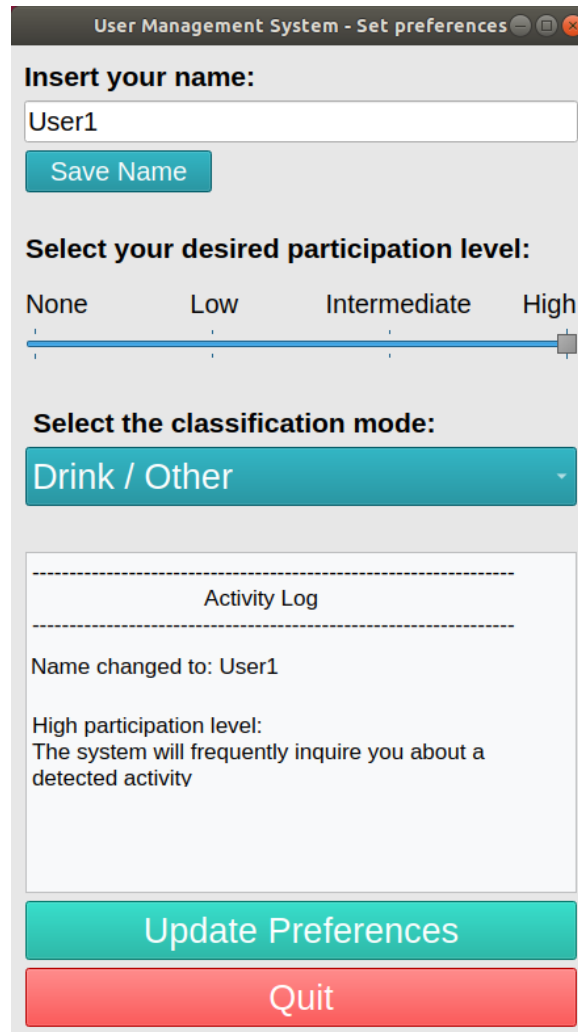 User Management System - Set preferences
Insert your name:
User1
Save Name
Select your desired participation level:
None Low Intermediate High
Select the classification mode:
Drink / Other
-----------------------------------------------------------------
Activity Log
-----------------------------------------------------------------
Name changed to: User1
High participation level:
The system will frequently inquire you about a
detected activity
Update Preferences
Quit